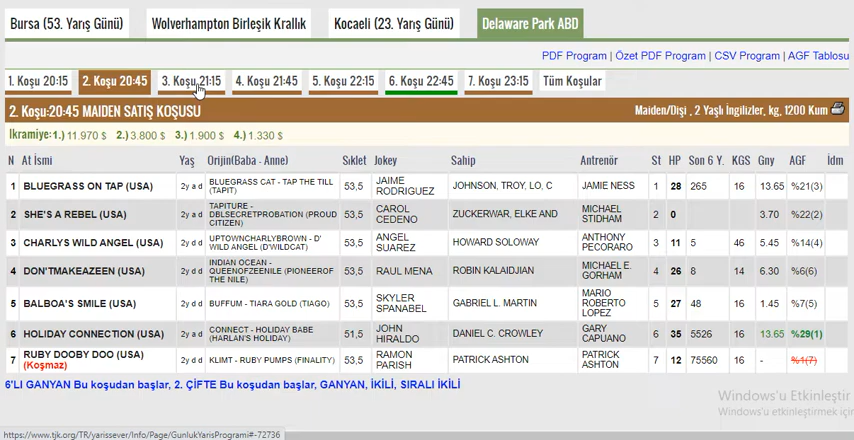 Bursa (53. Yarış Günü) Wolverhampton Birleşik Krallık Kocaeli (23. Yarış Günü) Delaware Park ABD
PDF Program | Özet PDF Program | CSV Program | AGF Tablosu
1. Koşu 20:15 2. Koşu 20:45 3. Koşu 21:15 4. Koşu 21:45 5. Koşu 22:15 6. Koşu 22:45 7. Koşu 23:15 Tüm Koşular
2. Koşu:20:45 MAIDEN SATIŞ KOŞUSU Maiden/Dişi , 2 Yaşlı İngilizler, kg, 1200 Kum
İkramiye: 1.) 11.970 $ 2.) 3.800 $ 3.) 1.900 $ 4.) 1.330 $
N At İsmi Yaş Orijin(Baba - Anne) Sıklet Jokey Sahip Antrenör St HP Son 6 Y. KGS Gny AGF İdm
1 BLUEGRASS ON TAP (USA) 2y a d BLUEGRASS CAT - TAP THE TILL (TAPIT) 53,5 JAIME RODRIGUEZ JOHNSON, TROY, LO, C JAMIE NESS 1 28 265 16 13.65 %21(3)
2 SHE'S A REBEL (USA) 2y a d TAPITURE - DBLSECRETPROBATION (PROUD CITIZEN) 53,5 CAROL CEDENO ZUCKERWAR, ELKE AND MICHAEL STIDHAM 2 0 3.70 %22(2)
3 CHARLYS WILD ANGEL (USA) 2y d d UPTOWNCHARLYBROWN - D' WILD ANGEL (D'WILDCAT) 53,5 ANGEL SUAREZ HOWARD SOLOWAY ANTHONY PECORARO 3 11 5 46 5.45 %14(4)
4 DON'TMAKEAZEEN (USA) 2y d d INDIAN OCEAN - QUEENOFZEENILE (PIONEEROF THE NILE) 53,5 RAUL MENA ROBIN KALAIDJIAN MICHAEL E. GORHAM 4 26 8 14 6.30 %6(6)
5 BALBOA'S SMILE (USA) 2y d d BUFFUM - TIARA GOLD (TIAGO) 53,5 SKYLER SPANABEL GABRIEL L. MARTIN MARIO ROBERTO LOPEZ 5 27 48 16 1.45 %7(5)
6 HOLIDAY CONNECTION (USA) 2y a d CONNECT - HOLIDAY BABE (HARLAN'S HOLIDAY) 51,5 JOHN HIRALDO DANIEL C. CROWLEY GARY CAPUANO 6 35 5526 16 13.65 %29(1)
7 RUBY DOOBY DOO (USA) (Koşmaz) 2y d d KLIMT - RUBY PUMPS (FINALITY) 53,5 RAMON PARISH PATRICK ASHTON PATRICK ASHTON 7 12 75560 16 - %1(7)
6'LI GANYAN Bu koşudan başlar, 2. ÇİFTE Bu koşudan başlar, GANYAN, İKİLİ, SIRALI İKİLİ
Windows'u Etkinleştir
Windows'u etkinleştirmek için
https://www.tjk.org/TR/yarissever/Info/Page/GunlukYarisProgrami#-72736